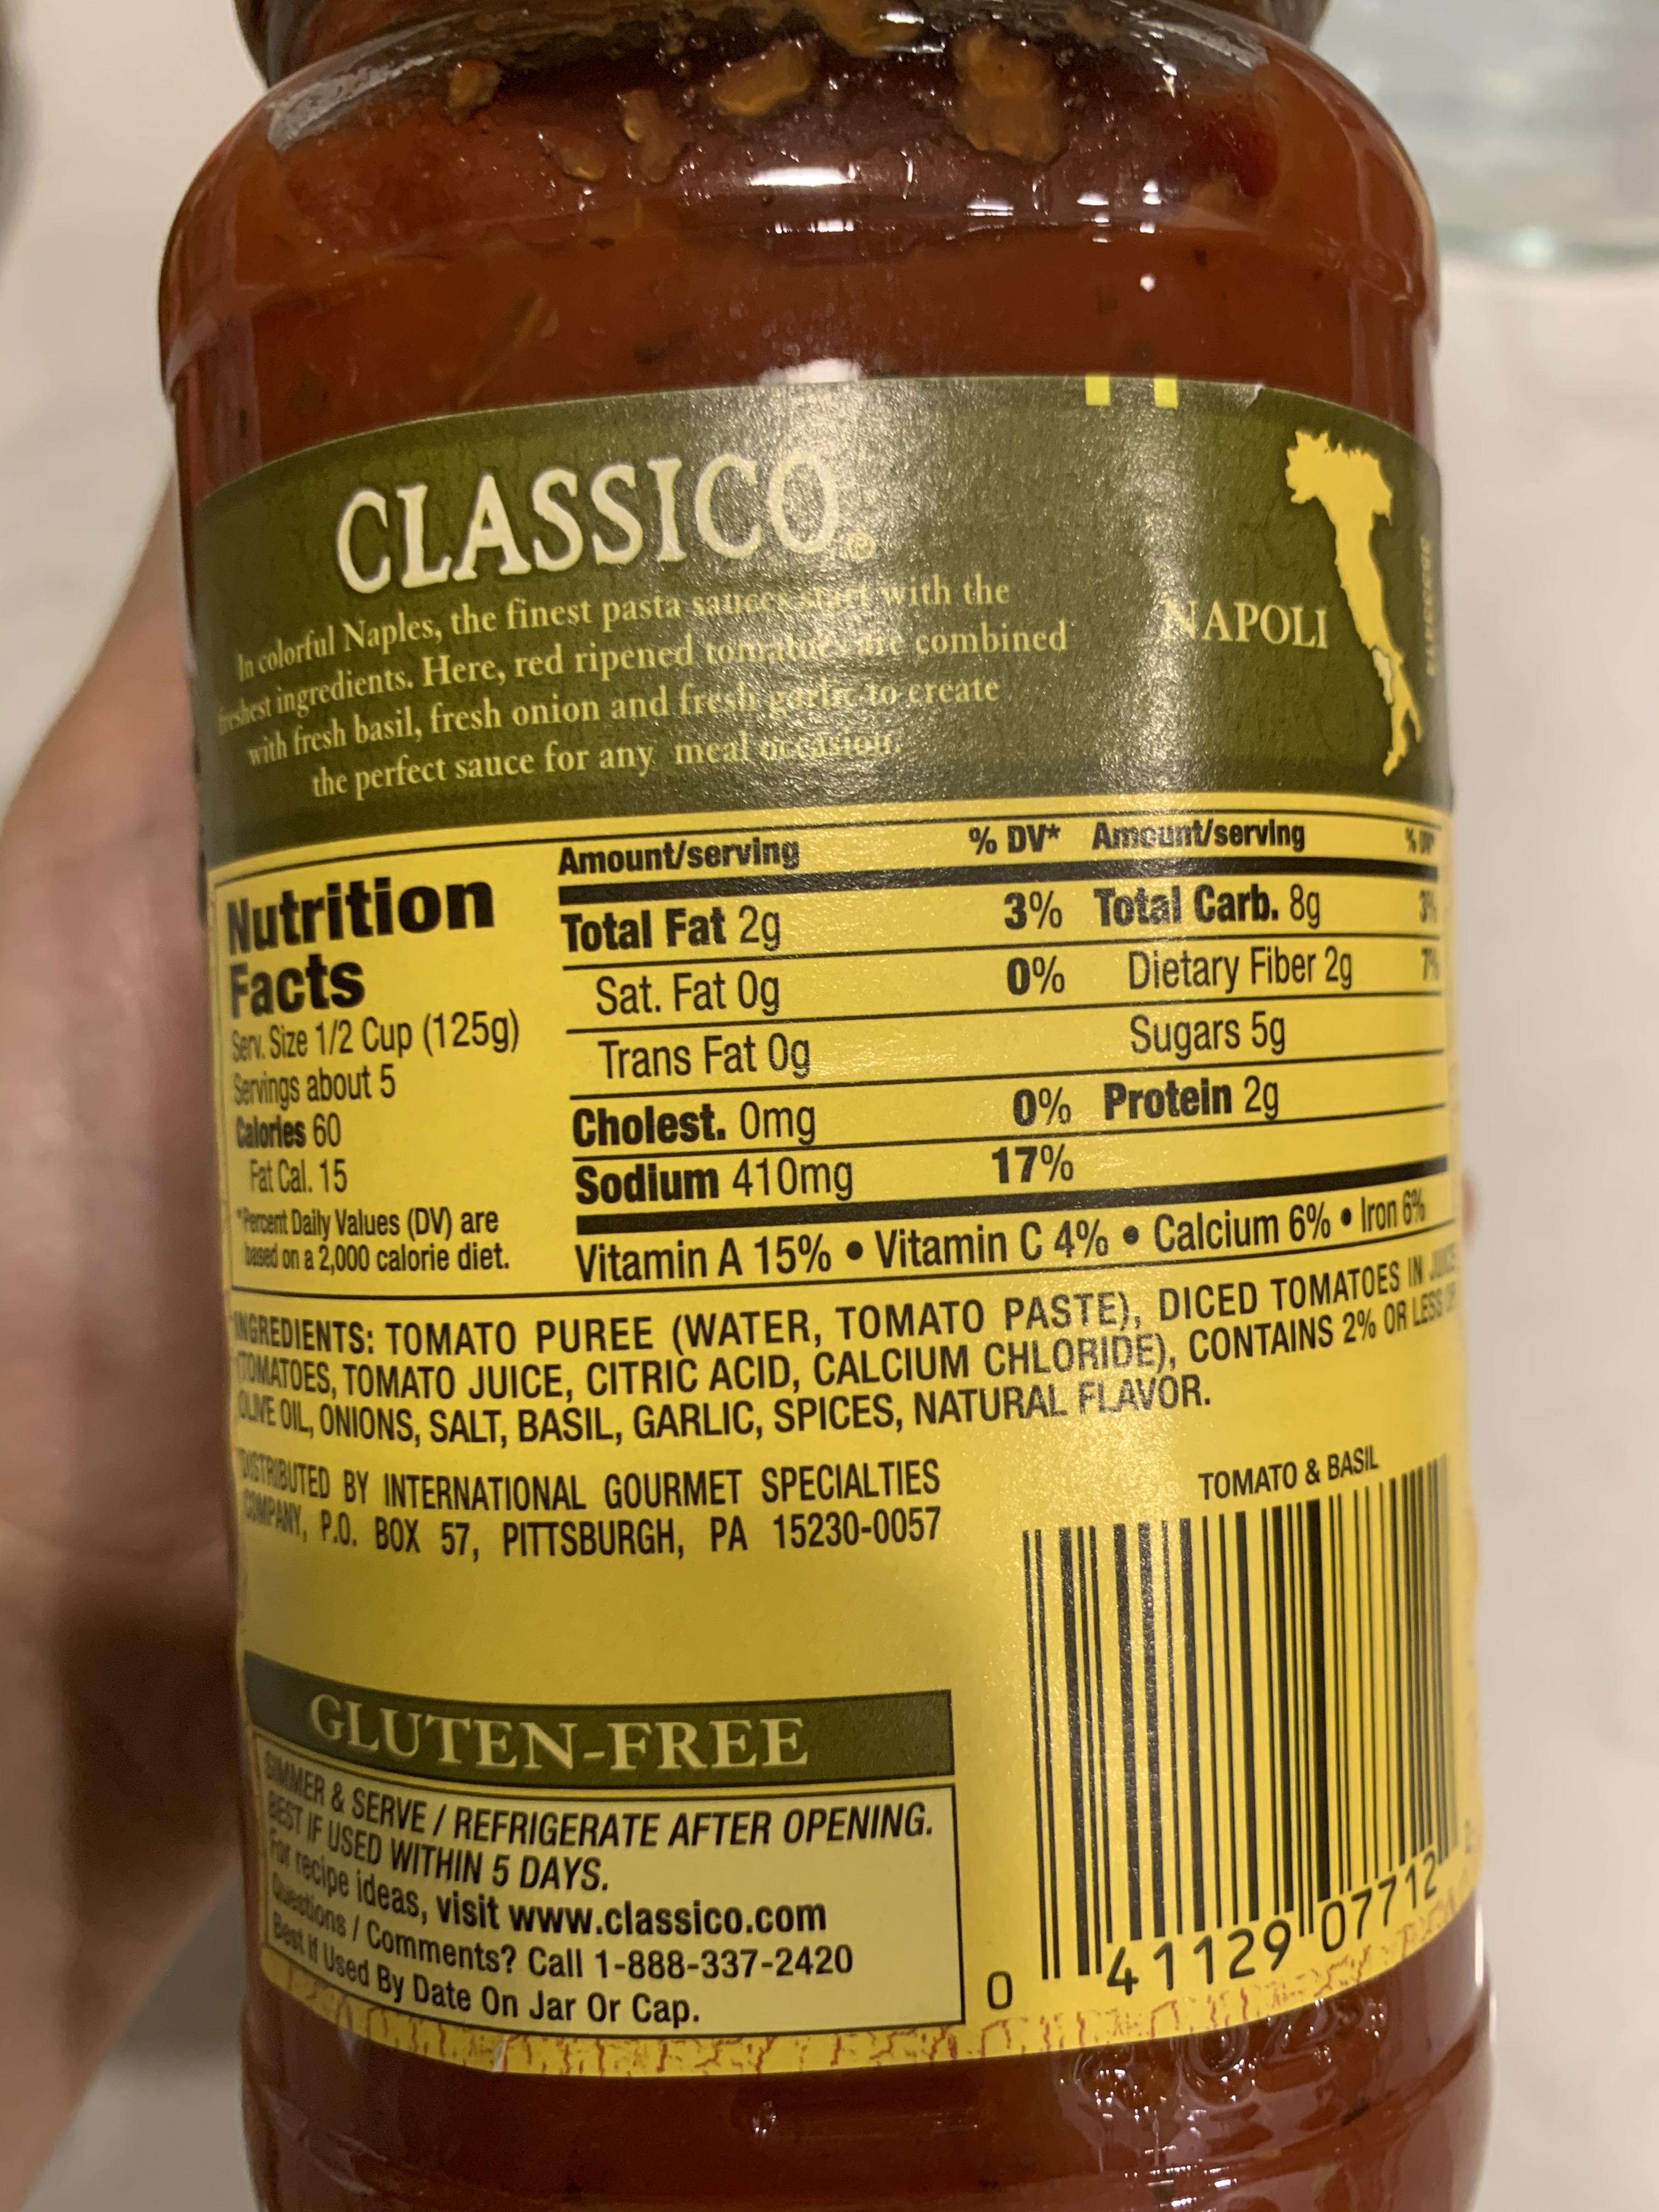 CLASSICO®
In colorful Naples, the finest pasta sauces start with the
freshest ingredients. Here, red ripened tomatoes are combined
with fresh basil, fresh onion and fresh garlic to create
the perfect sauce for any meal occasion.
NAPOLI
Nutrition
Facts
Serv. Size 1/2 Cup (125g)
Servings about 5
Calories 60
Fat Cal. 15
*Percent Daily Values (DV) are
based on a 2,000 calorie diet.
Amount/serving % DV* Amount/serving % DV*
Total Fat 2g 3% Total Carb. 8g 3%
Sat. Fat 0g 0% Dietary Fiber 2g 7%
Trans Fat 0g Sugars 5g
Cholest. 0mg 0% Protein 2g
Sodium 410mg 17%
Vitamin A 15% • Vitamin C 4% • Calcium 6% • Iron 6%
INGREDIENTS: TOMATO PUREE (WATER, TOMATO PASTE), DICED TOMATOES IN JUICE
(TOMATOES, TOMATO JUICE, CITRIC ACID, CALCIUM CHLORIDE), CONTAINS 2% OR LESS OF
OLIVE OIL, ONIONS, SALT, BASIL, GARLIC, SPICES, NATURAL FLAVOR.
DISTRIBUTED BY INTERNATIONAL GOURMET SPECIALTIES
COMPANY, P.O. BOX 57, PITTSBURGH, PA 15230-0057
TOMATO & BASIL
GLUTEN-FREE
SIMMER & SERVE / REFRIGERATE AFTER OPENING.
BEST IF USED WITHIN 5 DAYS.
For recipe ideas, visit www.classico.com
Questions / Comments? Call 1-888-337-2420
Best If Used By Date On Jar Or Cap.
0 41129 07712